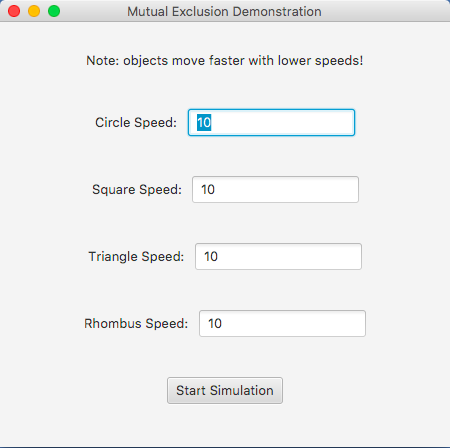 Mutual Exclusion Demonstration
Note: objects move faster with lower speeds!
Circle Speed: 10
Square Speed: 10
Triangle Speed: 10
Rhombus Speed: 10
Start Simulation